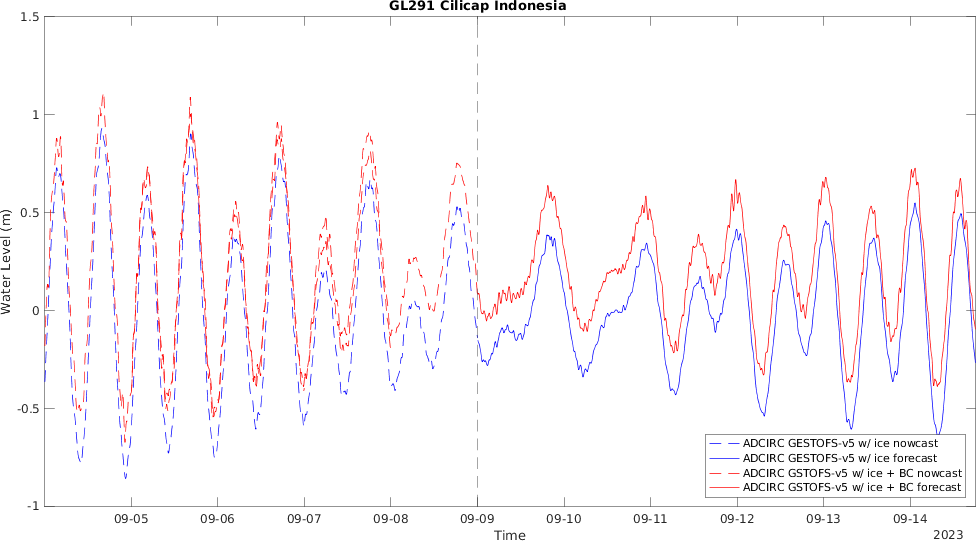 GL291 Cilicap Indonesia
1.5
1
0.5
0
-0.5
-1
Water Level (m)
ADCIRC GESTOFS-v5 w/ ice nowcast
ADCIRC GESTOFS-v5 w/ ice forecast
ADCIRC GSTOFS-v5 w/ ice + BC nowcast
ADCIRC GSTOFS-v5 w/ ice + BC forecast
09-05 09-06 09-07 09-08 09-09 09-10 09-11 09-12 09-13 09-14
Time
2023